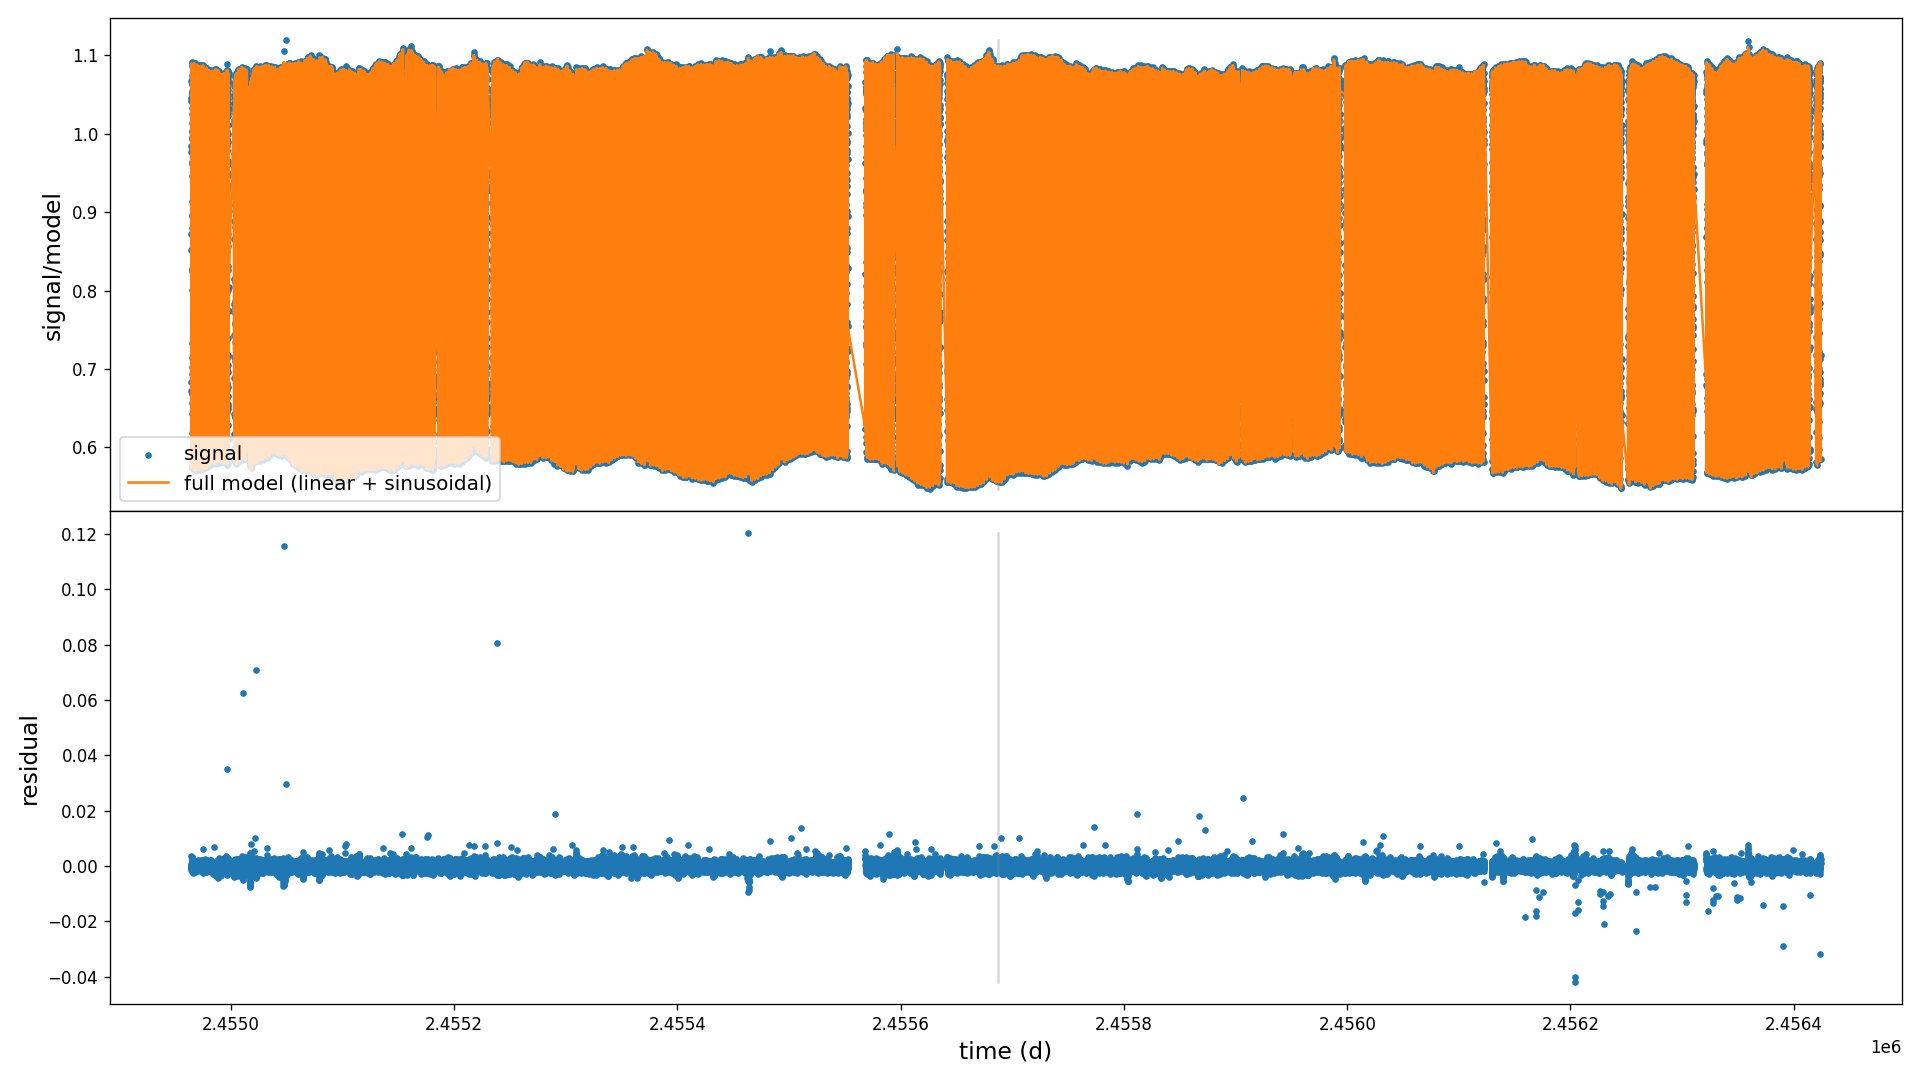 signal/model
1.1
1.0
0.9
0.8
0.7
0.6
signal
full model (linear + sinusoidal)
residual
0.12
0.10
0.08
0.06
0.04
0.02
0.00
−0.02
−0.04
2.4550 2.4552 2.4554 2.4556 2.4558 2.4560 2.4562 2.4564
1e6
time (d)